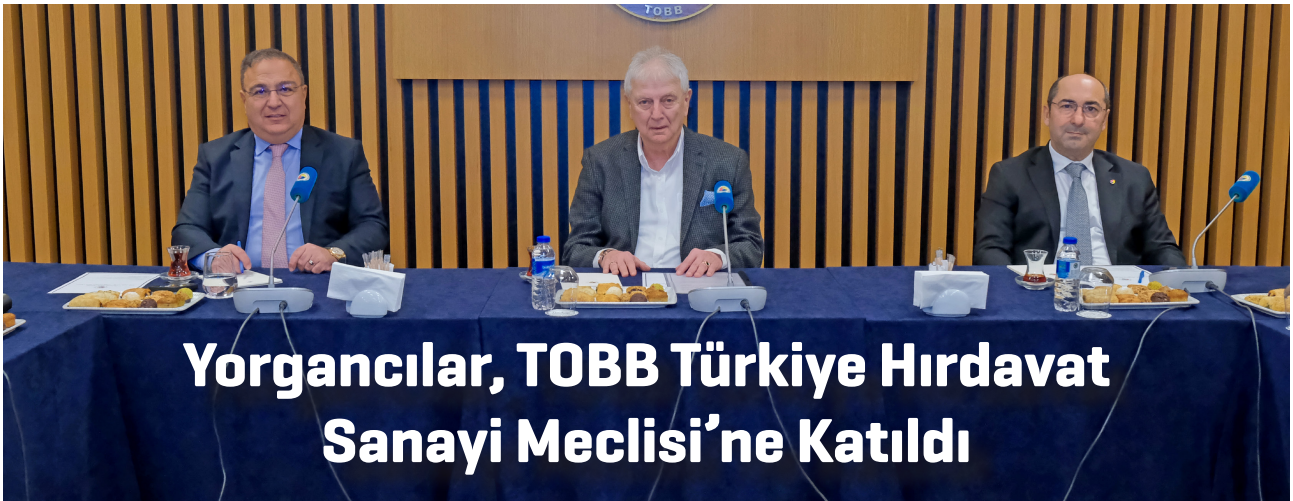 TOBB
Yorgancılar, TOBB Türkiye Hırdavat
Sanayi Meclisi’ne Katıldı